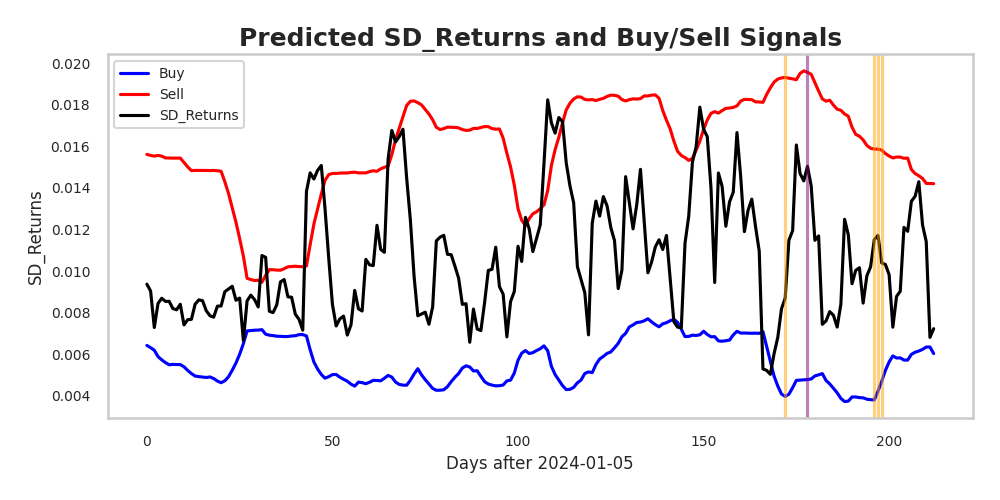 Predicted SD_Returns and Buy/Sell Signals
SD_Returns
0.020
0.018
0.016
0.014
0.012
0.010
0.008
0.006
0.004
Buy
Sell
SD_Returns
0 50 100 150 200
Days after 2024-01-05